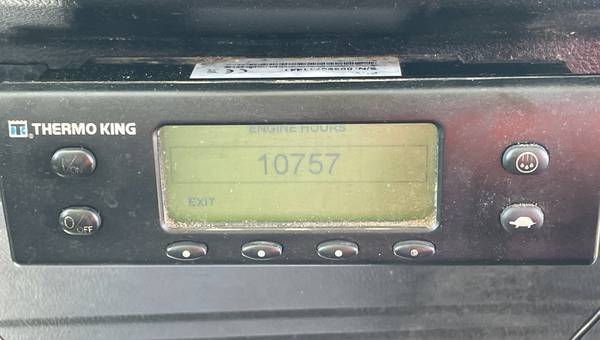 THERMO KING
ENGINE HOURS
10757
EXIT
OFF